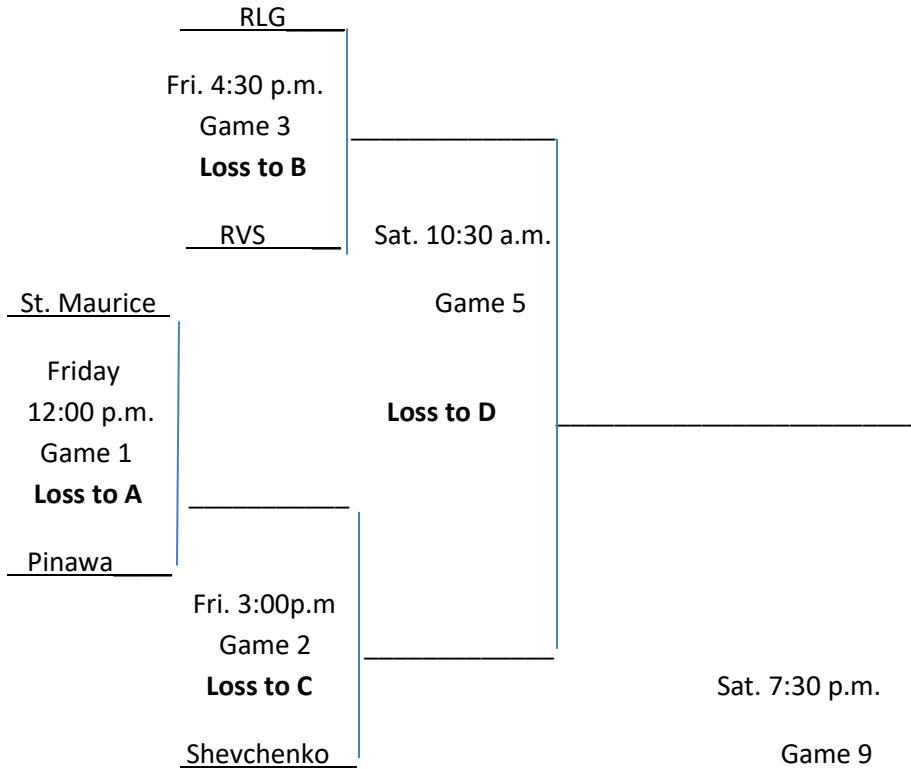 RLG
Fri. 4:30 p.m.
Game 3
Loss to B
RVS
Sat. 10:30 a.m.
St. Maurice
Game 5
Friday
12:00 p.m.
Loss to D
Game 1
Loss to A
Pinawa
Fri. 3:00p.m
Game 2
Loss to C
Sat. 7:30 p.m.
Shevchenko
Game 9